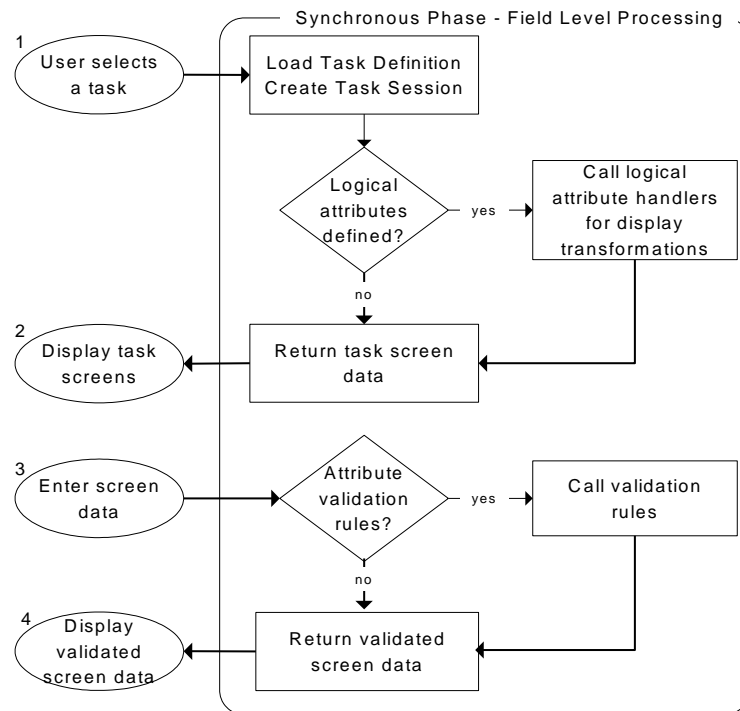 Synchronous Phase - Field Level Processing
1
User selects
a task
Load Task Definition
Create Task Session
Logical
attributes
defined?
yes
Call logical
attribute handlers
for display
transformations
no
2
Display task
screens
Return task screen
data
3
Enter screen
data
Attribute
validation
rules?
yes
Call validation
rules
no
4
Display
validated
screen data
Return validated
screen data